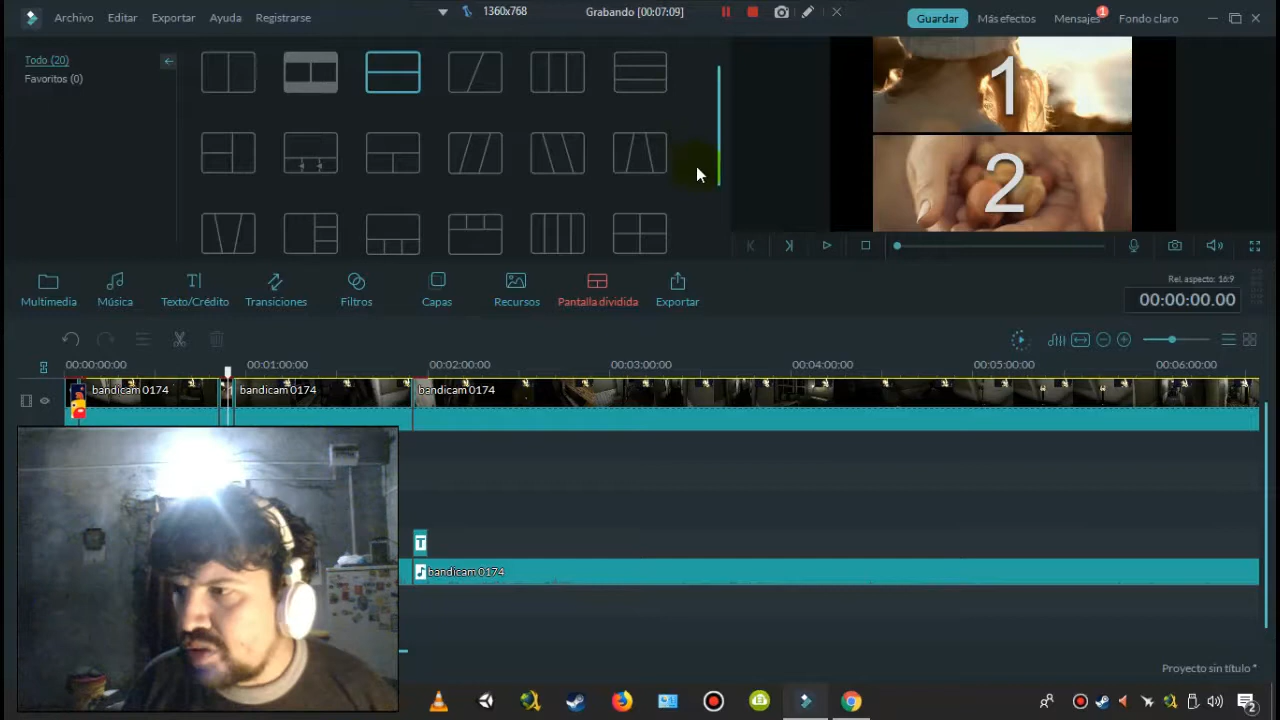 1360x768
Grabando [00:07:09]
Archivo Editar Exportar Ayuda Registrarse
Guardar Más efectos Mensajes 1 Fondo claro
Todo (20)
Favoritos (0)
1
2
Multimedia Música Texto/Crédito Transiciones Filtros Capas Recursos Pantalla dividida Exportar
Rel. aspecto: 16:9
00:00:00.00
00:00:00:00 00:01:00:00 00:02:00:00 00:03:00:00 00:04:00:00 00:05:00:00 00:06:00:00
bandicam 0174 bandicam 0174 bandicam 0174
T
bandicam 0174
Proyecto sin título *
2